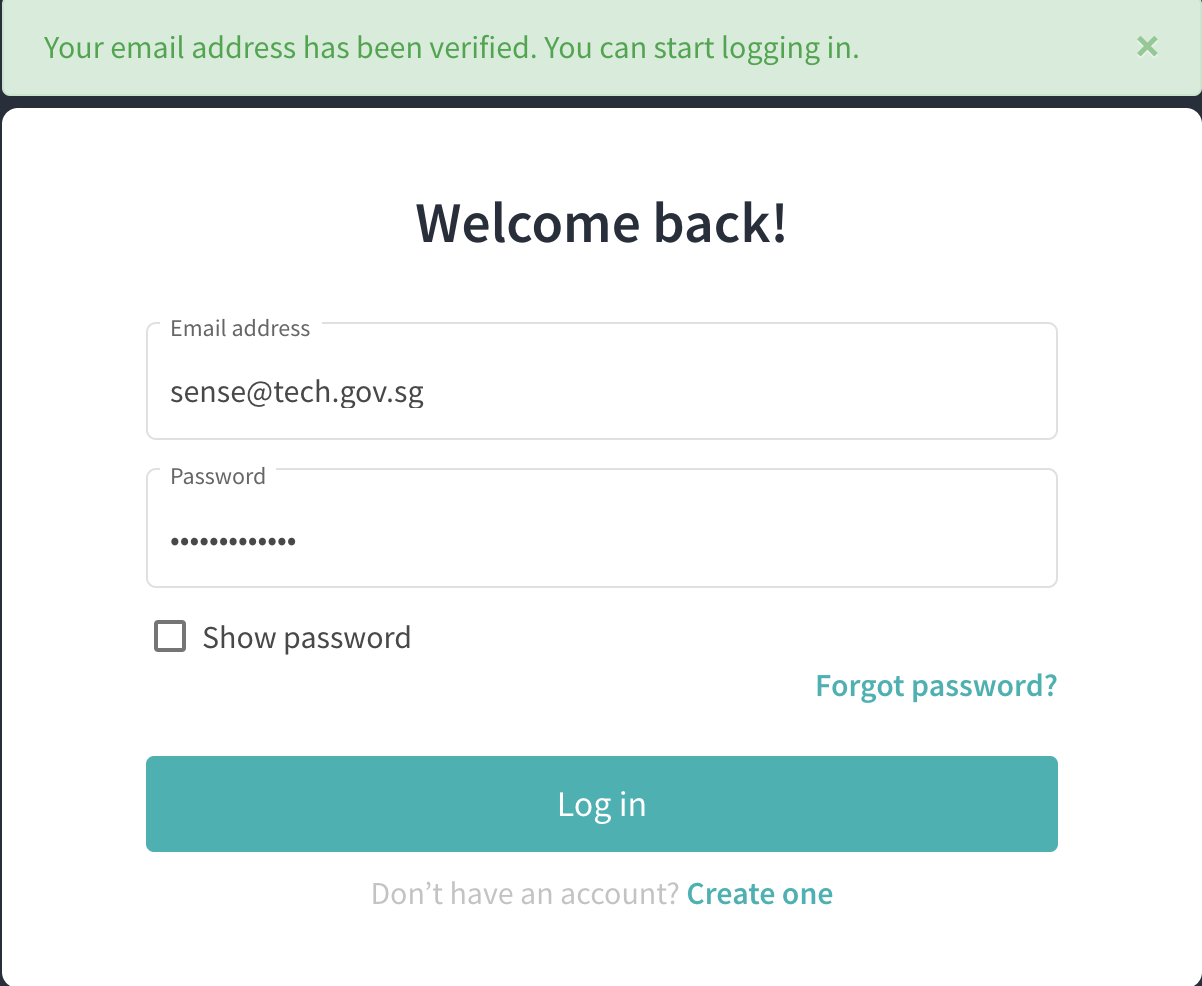 Your email address has been verified. You can start logging in.
Welcome back!
Email address
sense@tech.gov.sg
Password
•••••••••••••
Show password
Forgot password?
Log in
Don’t have an account? Create one